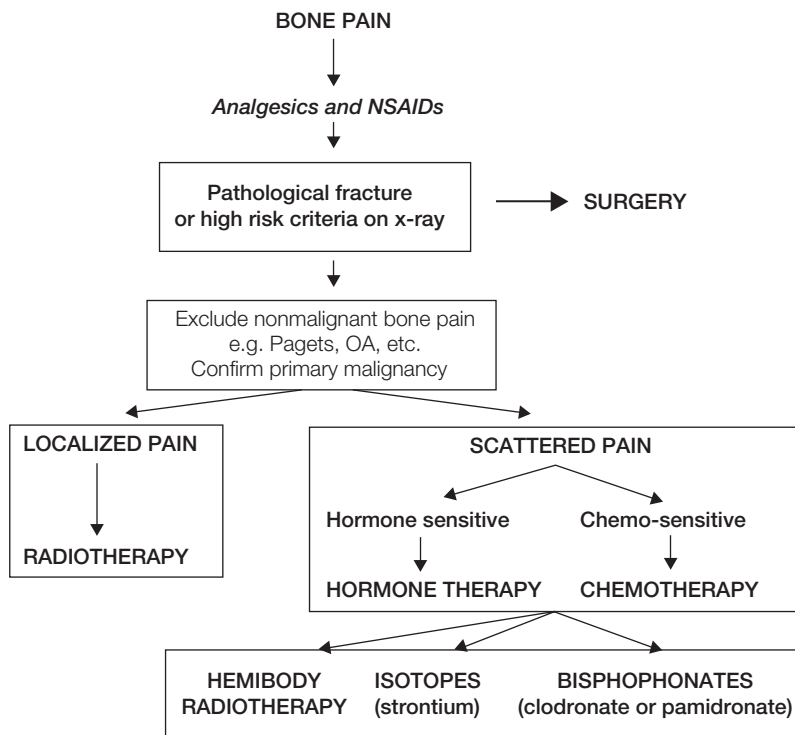 BONE PAIN
Analgesics and NSAIDs
Pathological fracture
or high risk criteria on x-ray
SURGERY
Exclude nonmalignant bone pain
e.g. Pagets, OA, etc.
Confirm primary malignancy
LOCALIZED PAIN
RADIOTHERAPY
SCATTERED PAIN
Hormone sensitive
Chemo-sensitive
HORMONE THERAPY
CHEMOTHERAPY
HEMIBODY
RADIOTHERAPY
ISOTOPES
(strontium)
BISPHOPHONATES
(clodronate or pamidronate)